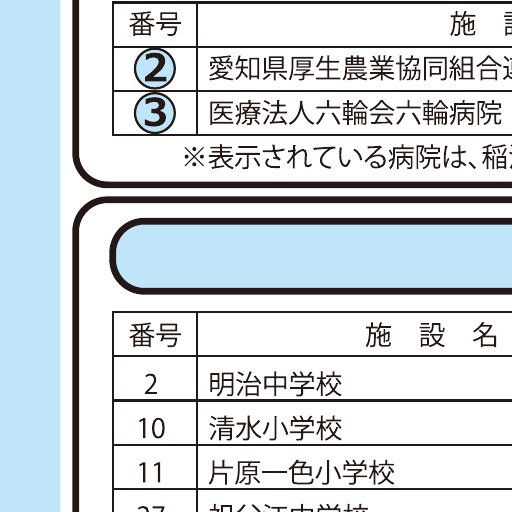 番号 施
2 愛知県厚生農業協同組合
3 医療法人六輪会六輪病院
※表示されている病院は、稲
番号 施設名
2 明治中学校
10 清水小学校
11 片原一色小学校